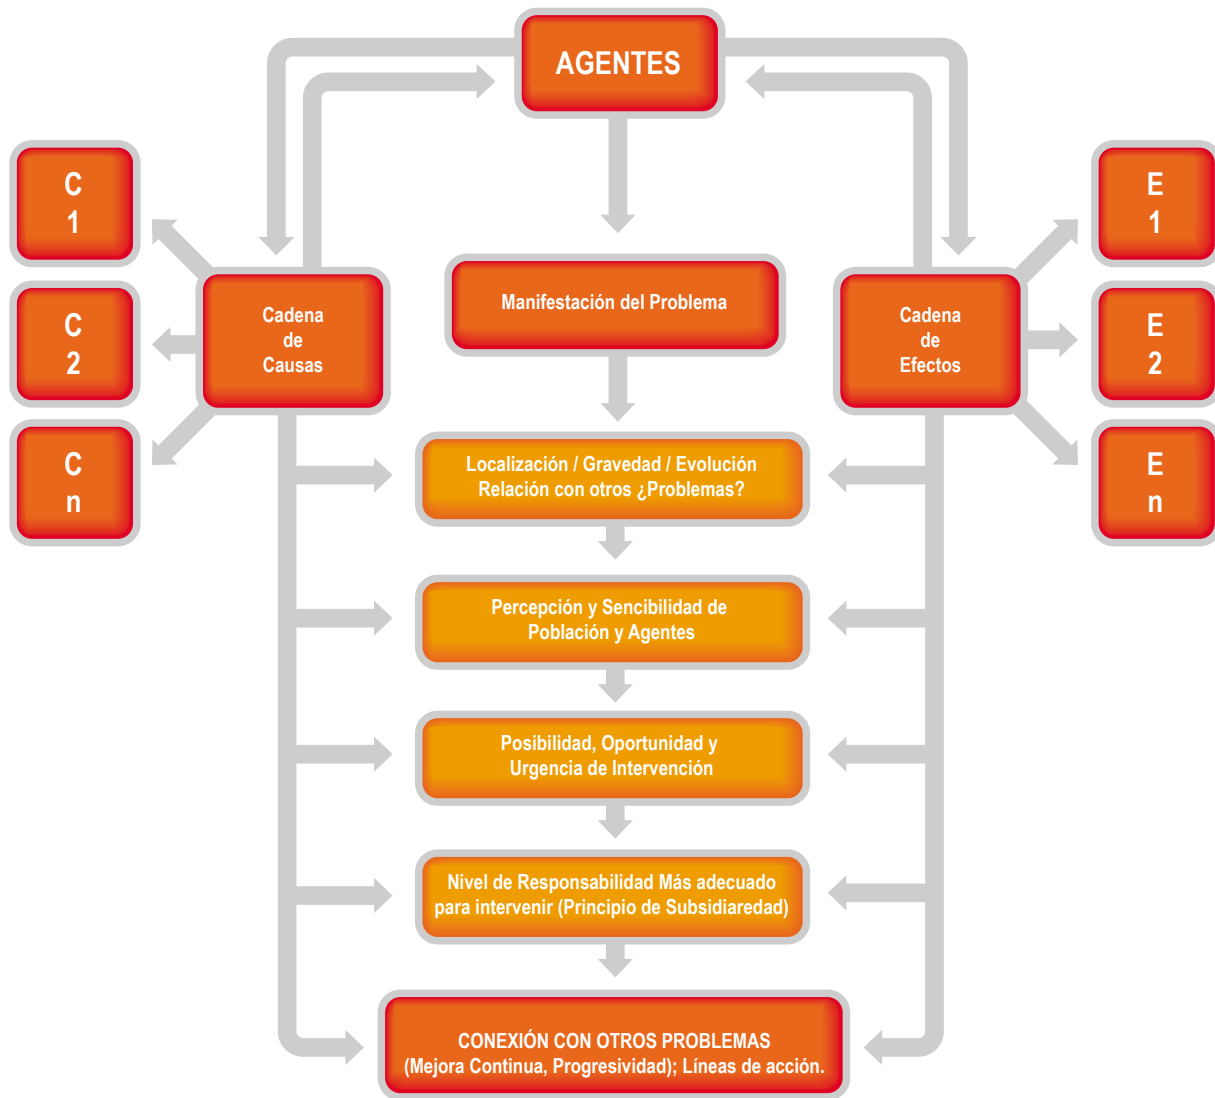 AGENTES
C
1
C
2
C
n
Cadena
de
Causas
Manifestación del Problema
Cadena
de
Efectos
E
1
E
2
E
n
Localización / Gravedad / Evolución
Relación con otros ¿Problemas?
Percepción y Sencibilidad de
Población y Agentes
Posibilidad, Oportunidad y
Urgencia de Intervención
Nivel de Responsabilidad Más adecuado
para intervenir (Principio de Subsidiaredad)
CONEXIÓN CON OTROS PROBLEMAS
(Mejora Continua, Progresividad); Líneas de acción.